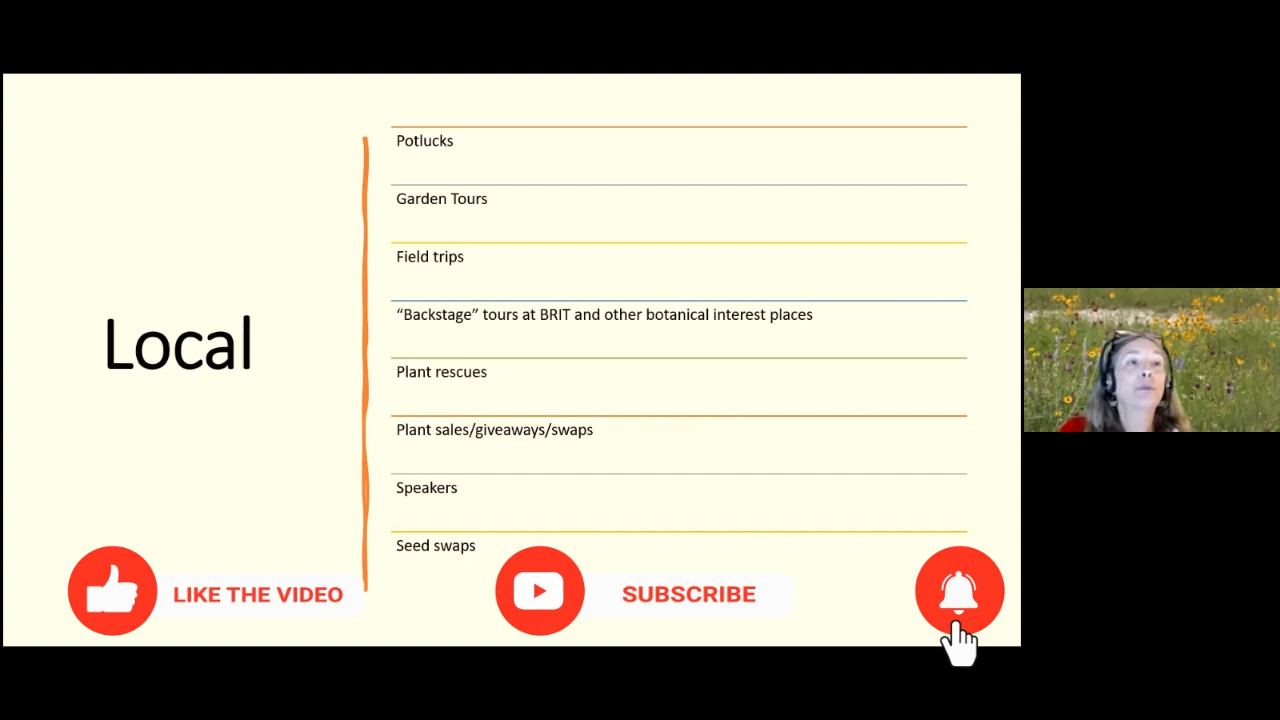 Potlucks
Garden Tours
Field trips
“Backstage” tours at BRIT and other botanical interest places
Local
Plant rescues
Plant sales/giveaways/swaps
Speakers
Seed swaps
LIKE THE VIDEO
SUBSCRIBE